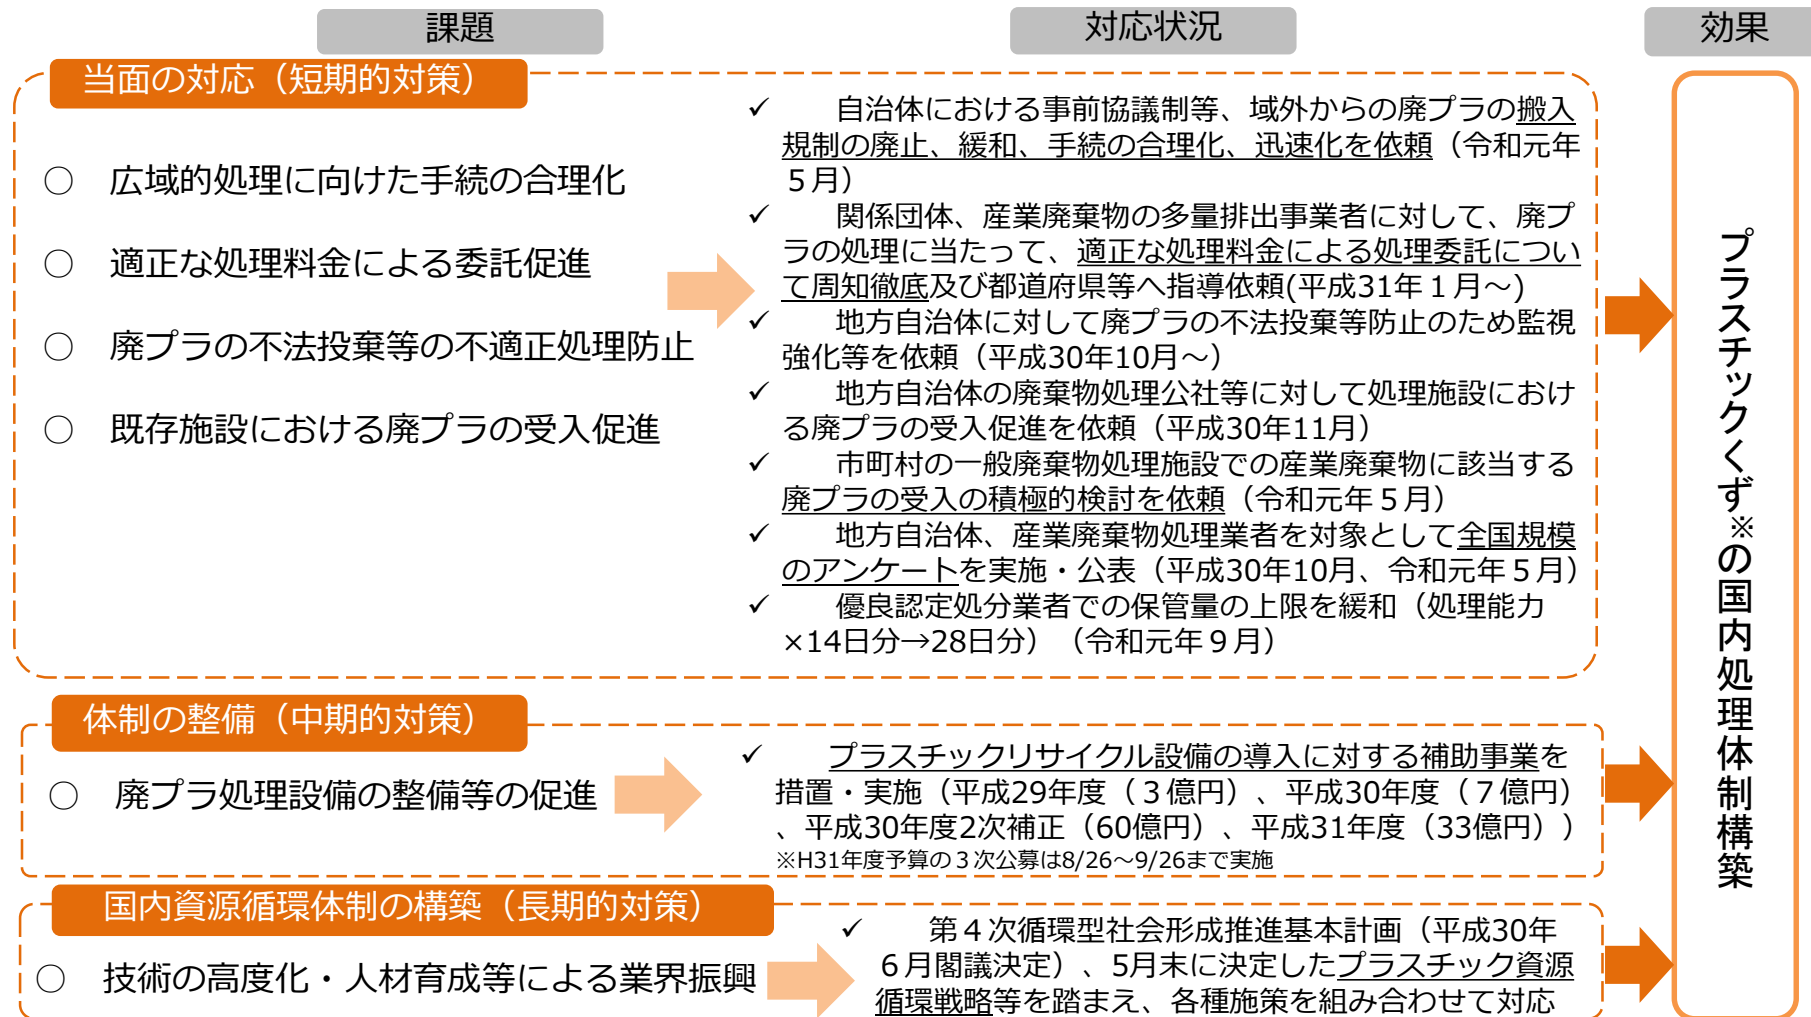 課題
対応状況
効果
当面の対応（短期的対策）
○　広域的処理に向けた手続の合理化
○　適正な処理料金による委託促進
○　廃プラの不法投棄等の不適正処理防止
○　既存施設における廃プラの受入促進
✓　自治体における事前協議制等、域外からの廃プラの搬入
規制の廃止、緩和、手続の合理化、迅速化を依頼（令和元年
５月）
✓　関係団体、産業廃棄物の多量排出事業者に対して、廃プ
ラの処理に当たって、適正な処理料金による処理委託につい
て周知徹底及び都道府県等へ指導依頼(平成31年１月～)
✓　地方自治体に対して廃プラの不法投棄等防止のため監視
強化等を依頼（平成30年10月～）
✓　地方自治体の廃棄物処理公社等に対して処理施設におけ
る廃プラの受入促進を依頼（平成30年11月）
✓　市町村の一般廃棄物処理施設での産業廃棄物に該当する
廃プラの受入の積極的検討を依頼（令和元年５月）
✓　地方自治体、産業廃棄物処理業者を対象として全国規模
のアンケートを実施・公表（平成30年10月、令和元年５月）
✓　優良認定処分業者での保管量の上限を緩和（処理能力
×14日分→28日分）（令和元年９月）
体制の整備（中期的対策）
○　廃プラ処理設備の整備等の促進
✓　プラスチックリサイクル設備の導入に対する補助事業を
措置・実施（平成29年度（３億円）、平成30年度（７億円）
、平成30年度2次補正（60億円）、平成31年度（33億円））
※H31年度予算の３次公募は8/26～9/26まで実施
国内資源循環体制の構築（長期的対策）
○　技術の高度化・人材育成等による業界振興
✓　第４次循環型社会形成推進基本計画（平成30年
６月閣議決定）、5月末に決定したプラスチック資源
循環戦略等を踏まえ、各種施策を組み合わせて対応
プラスチックくず※の国内処理体制構築